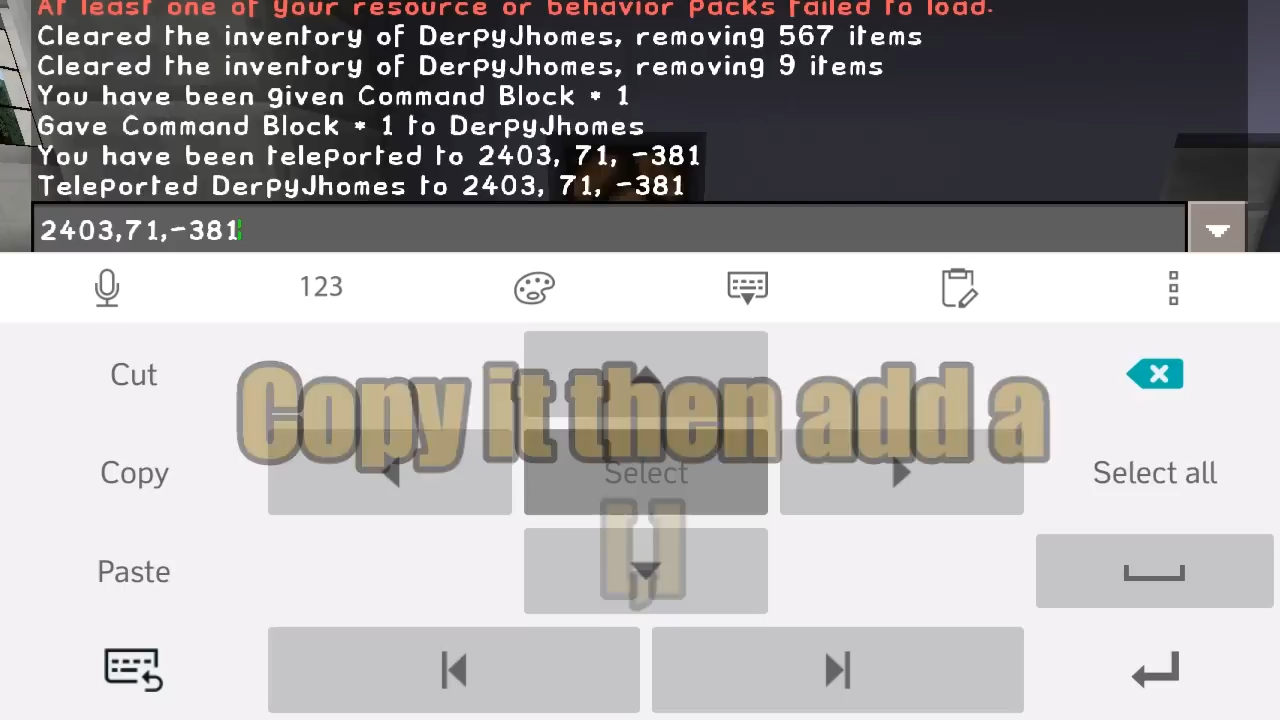 At least one of your resource or behavior packs failed to load.
Cleared the inventory of DerpyJhomes, removing 567 items
Cleared the inventory of DerpyJhomes, removing 9 items
You have been given Command Block * 1
Gave Command Block * 1 to DerpyJhomes
You have been teleported to 2403, 71, -381
Teleported DerpyJhomes to 2403, 71, -381
2403,71,-381
123
Cut
Copy it then add a
Copy
Select
Select all
[,]
Paste